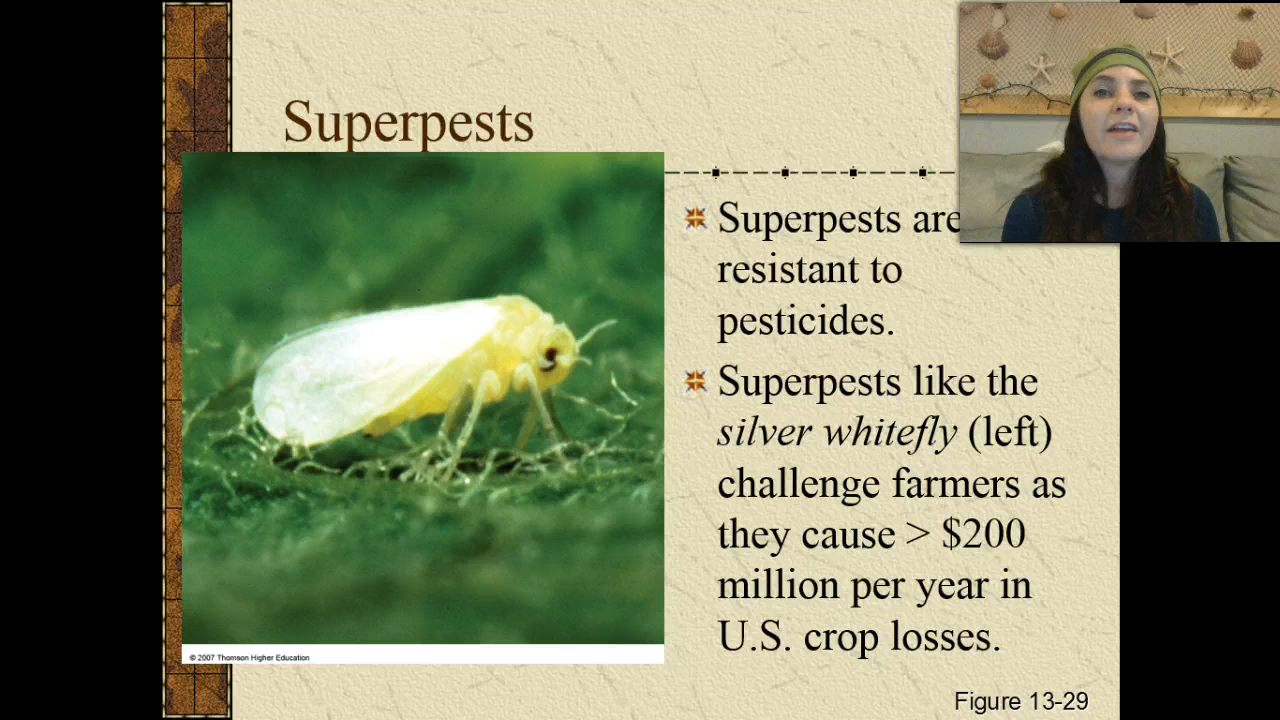 Superpests
Superpests are
resistant to
pesticides.
Superpests like the
silver whitefly (left)
challenge farmers as
they cause > $200
million per year in
U.S. crop losses.
© 2007 Thomson Higher Education
Figure 13-29